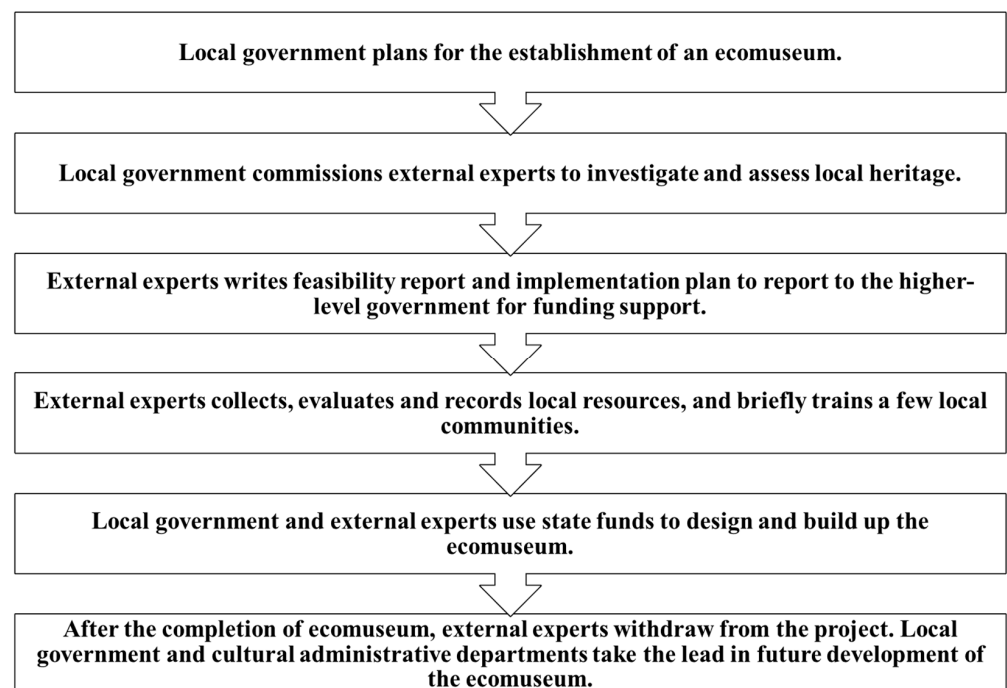 Local government plans for the establishment of an ecomuseum.
Local government commissions external experts to investigate and assess local heritage.
External experts writes feasibility report and implementation plan to report to the higher-
level government for funding support.
External experts collects, evaluates and records local resources, and briefly trains a few local
communities.
Local government and external experts use state funds to design and build up the
ecomuseum.
After the completion of ecomuseum, external experts withdraw from the project. Local
government and cultural administrative departments take the lead in future development of
the ecomuseum.